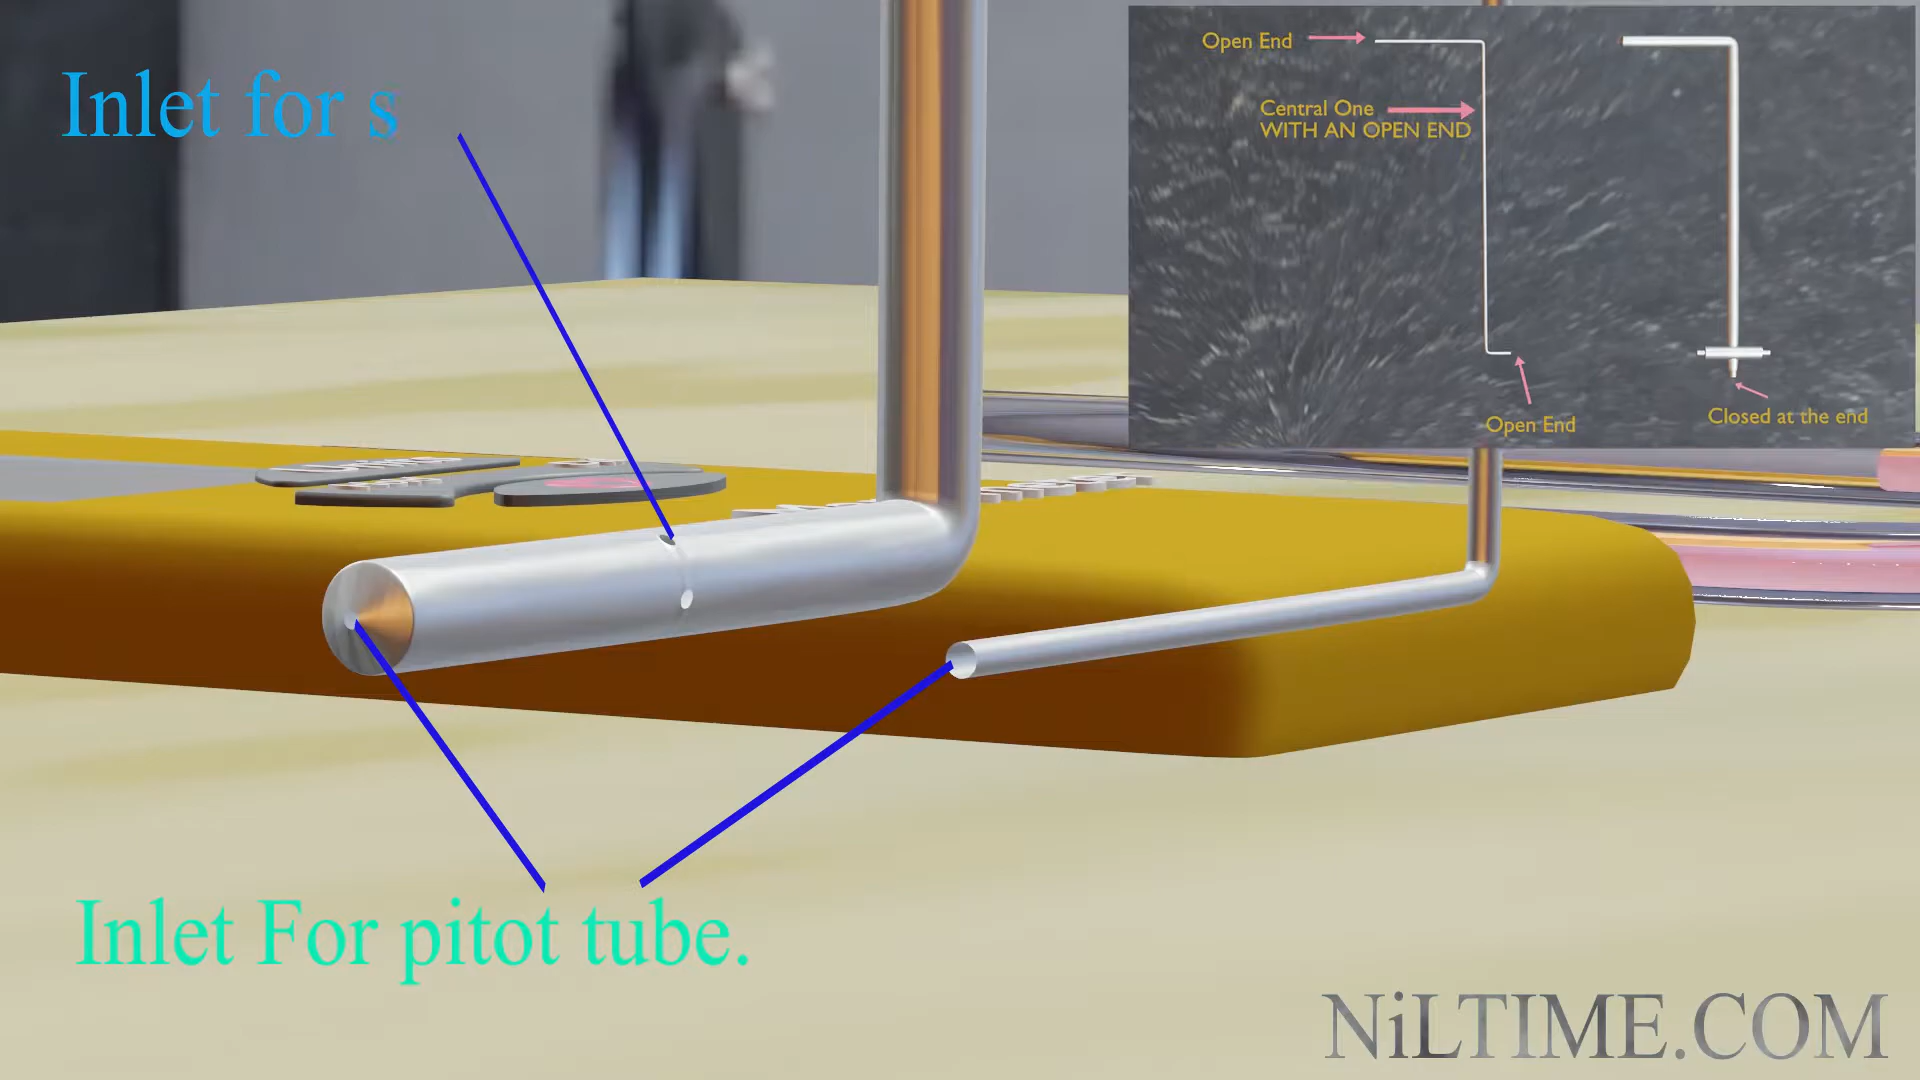 Inlet for s
Open End
Central One
WITH AN OPEN END
Open End
Closed at the end
Inlet For pitot tube.
NiLTIME.COM